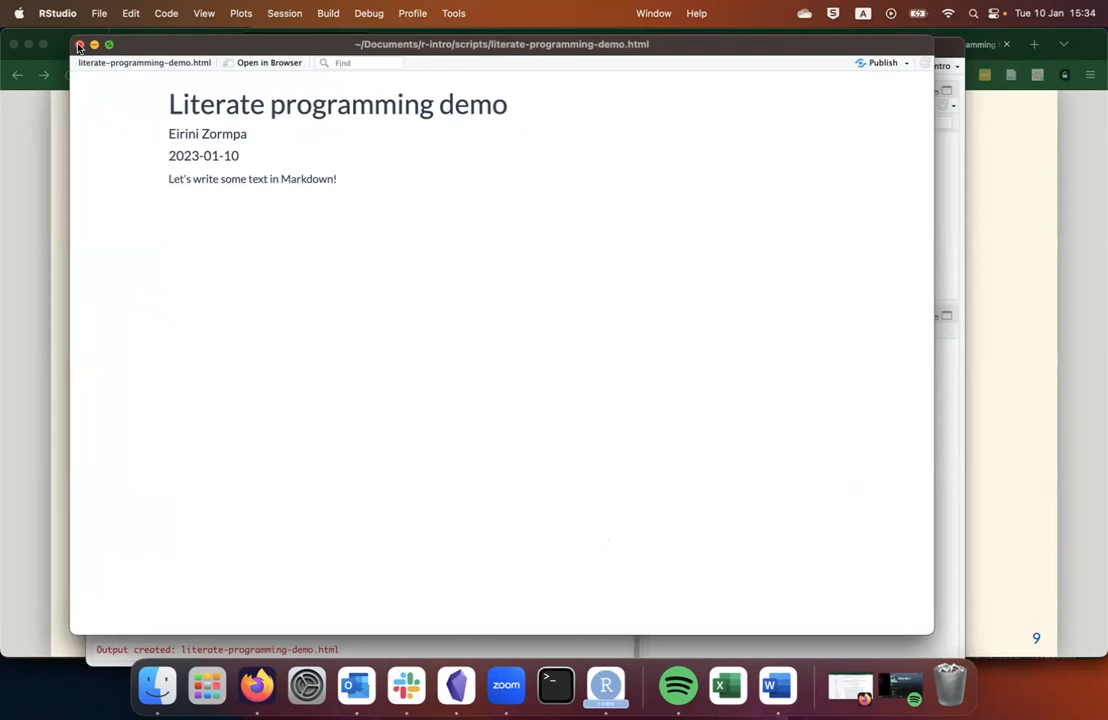 RStudio File Edit Code View Plots Session Build Debug Profile Tools Window Help Tue 10 Jan 15:34
~/Documents/r-intro/scripts/literate-programming-demo.html
literate-programming-demo.html Open in Browser Find Publish
Literate programming demo
Eirini Zormpa
2023-01-10
Let's write some text in Markdown!
9
Output created: literate-programming-demo.html
zoom